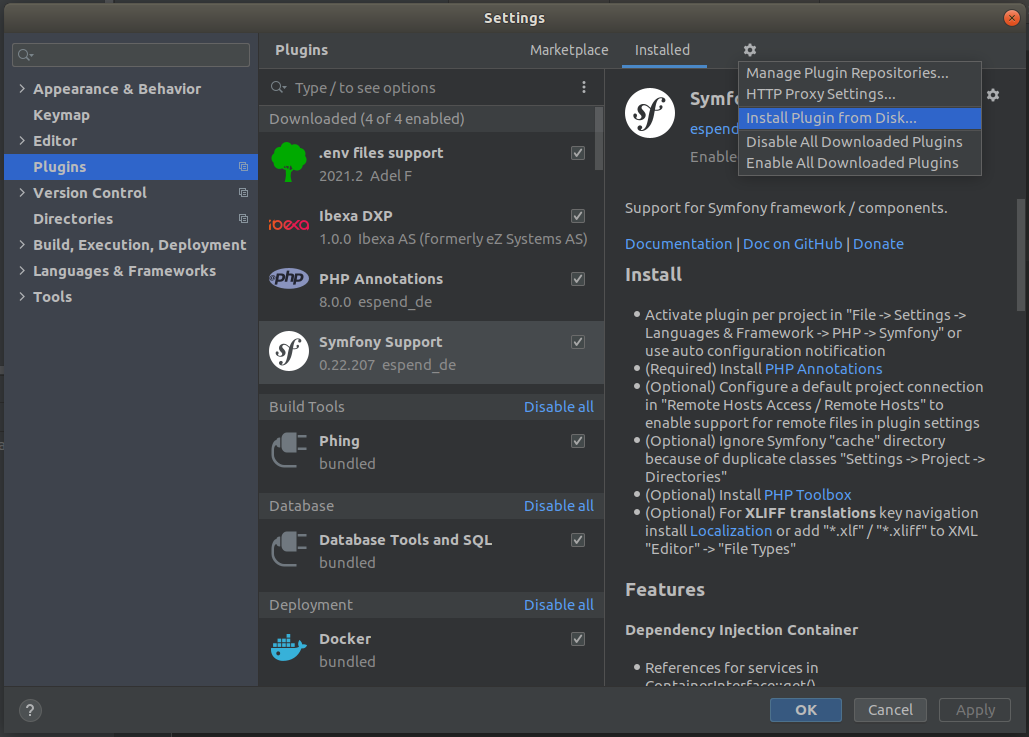 Settings
Appearance & Behavior
Keymap
Editor
Plugins
Version Control
Directories
Build, Execution, Deployment
Languages & Frameworks
Tools
Plugins
Marketplace
Installed
Type / to see options
Downloaded (4 of 4 enabled)
.env files support
2021.2 Adel F
ibexa
Ibexa DXP
1.0.0 Ibexa AS (formerly eZ Systems AS)
@php
PHP Annotations
8.0.0 espend_de
sf
Symfony Support
0.22.207 espend_de
Build Tools
Disable all
Phing
bundled
Database
Disable all
Database Tools and SQL
bundled
Deployment
Disable all
Docker
bundled
Manage Plugin Repositories...
HTTP Proxy Settings...
Install Plugin from Disk...
Disable All Downloaded Plugins
Enable All Downloaded Plugins
sf
Symf
espend
Enable
Support for Symfony framework / components.
Documentation | Doc on GitHub | Donate
Install
• Activate plugin per project in "File -> Settings ->
Languages & Framework -> PHP -> Symfony" or
use auto configuration notification
• (Required) Install PHP Annotations
• (Optional) Configure a default project connection
in "Remote Hosts Access / Remote Hosts" to
enable support for remote files in plugin settings
• (Optional) Ignore Symfony "cache" directory
because of duplicate classes "Settings -> Project ->
Directories"
• (Optional) Install PHP Toolbox
• (Optional) For XLIFF translations key navigation
install Localization or add "*.xlf" / "*.xliff" to XML
"Editor" -> "File Types"
Features
Dependency Injection Container
• References for services in
ContainerInterface::get()
?
OK
Cancel
Apply